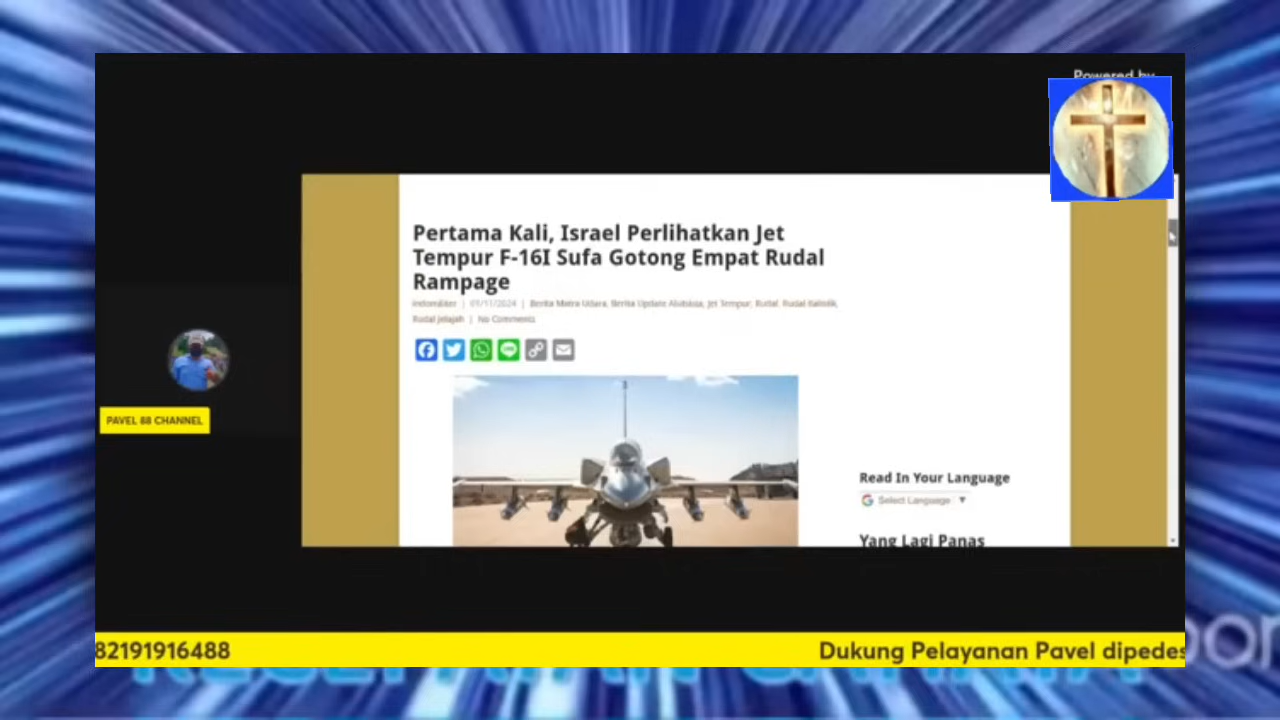 Powered by
Pertama Kali, Israel Perlihatkan Jet
Tempur F-16I Sufa Gotong Empat Rudal
Rampage
indomiliter | 01/11/2024 | Berita Matra Udara, Berita Update Alutsista, Jet Tempur, Rudal, Rudal Balistik,
Rudal Jelajah | No Comments
PAVEL 88 CHANNEL
Read In Your Language
Select Language
Yang Lagi Panas
82191916488
Dukung Pelayanan Pavel dipedes